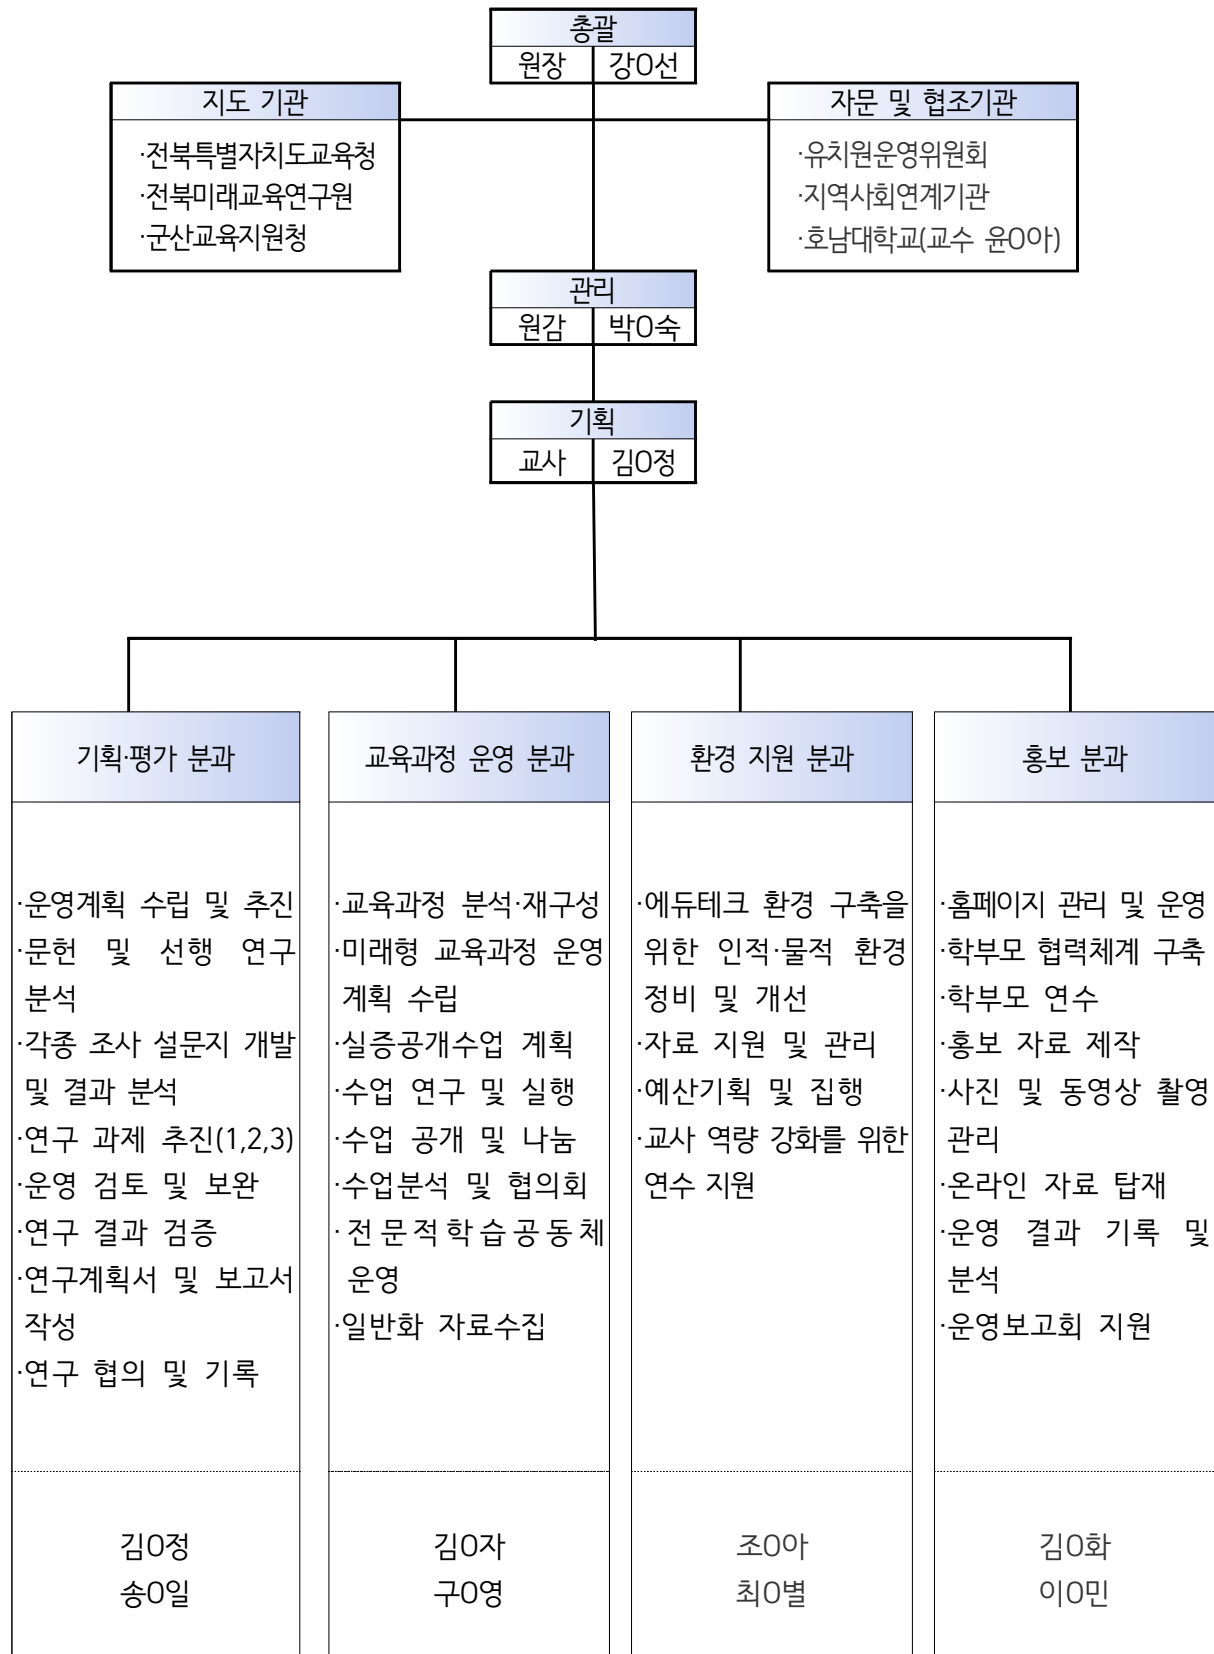 총괄
원장 강O선
지도 기관
·전북특별자치도교육청
·전북미래교육연구원
·군산교육지원청
자문 및 협조기관
·유치원운영위원회
·지역사회연계기관
·호남대학교(교수 윤O아)
관리
원감 박O숙
기획
교사 김O정
기획·평가 분과
·운영계획 수립 및 추진
·문헌 및 선행 연구
분석
·각종 조사 설문지 개발
및 결과 분석
·연구 과제 추진(1,2,3)
·운영 검토 및 보완
·연구 결과 검증
·연구계획서 및 보고서
작성
·연구 협의 및 기록
김O정
송O일
교육과정 운영 분과
·교육과정 분석·재구성
·미래형 교육과정 운영
계획 수립
·실증공개수업 계획
·수업 연구 및 실행
·수업 공개 및 나눔
·수업분석 및 협의회
·전문적학습공동체
운영
·일반화 자료수집
김O자
구O영
환경 지원 분과
·에듀테크 환경 구축을
위한 인적·물적 환경
정비 및 개선
·자료 지원 및 관리
·예산기획 및 집행
·교사 역량 강화를 위한
연수 지원
조O아
최O별
홍보 분과
·홈페이지 관리 및 운영
·학부모 협력체계 구축
·학부모 연수
·홍보 자료 제작
·사진 및 동영상 촬영
관리
·온라인 자료 탑재
·운영 결과 기록 및
분석
·운영보고회 지원
김O화
이O민